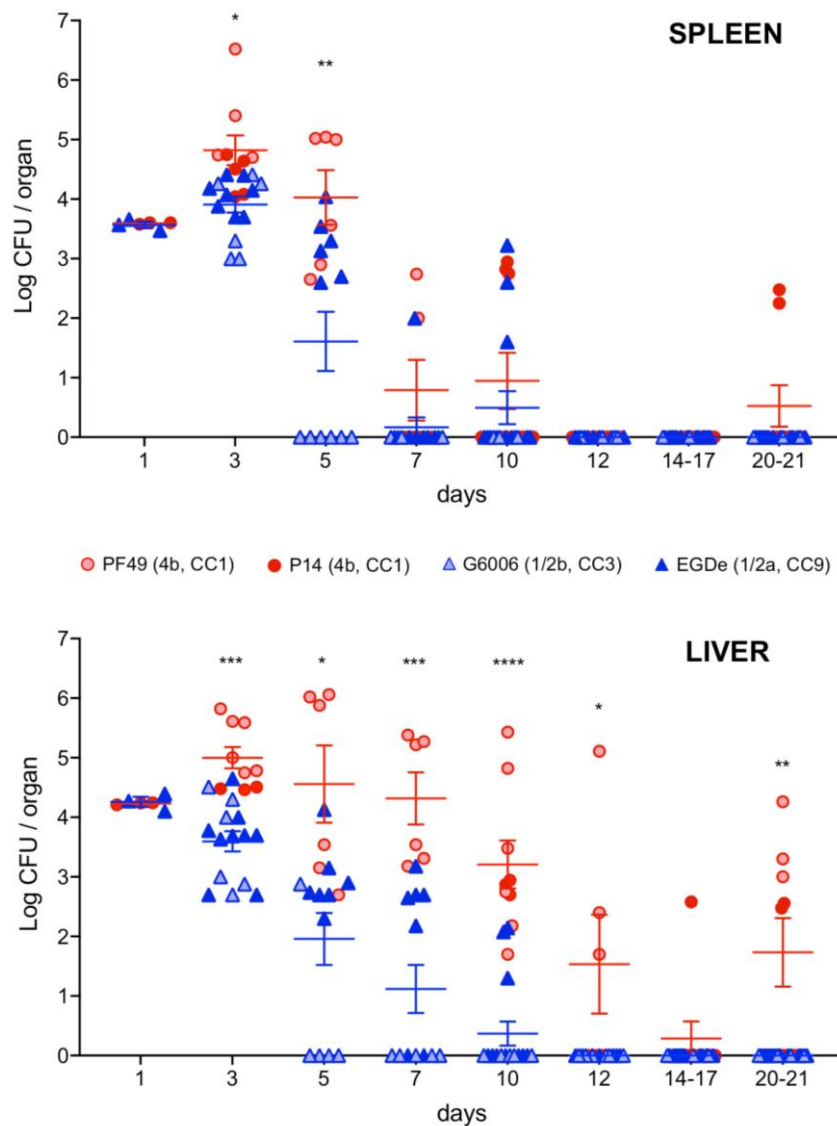 SPLEEN
*
**
7
6
5
4
3
2
1
0
Log CFU / organ
1 3 5 7 10 12 14-17 20-21
days
PF49 (4b, CC1) P14 (4b, CC1) G6006 (1/2b, CC3) EGDe (1/2a, CC9)
LIVER
*** * *** **** * **
7
6
5
4
3
2
1
0
Log CFU / organ
1 3 5 7 10 12 14-17 20-21
days